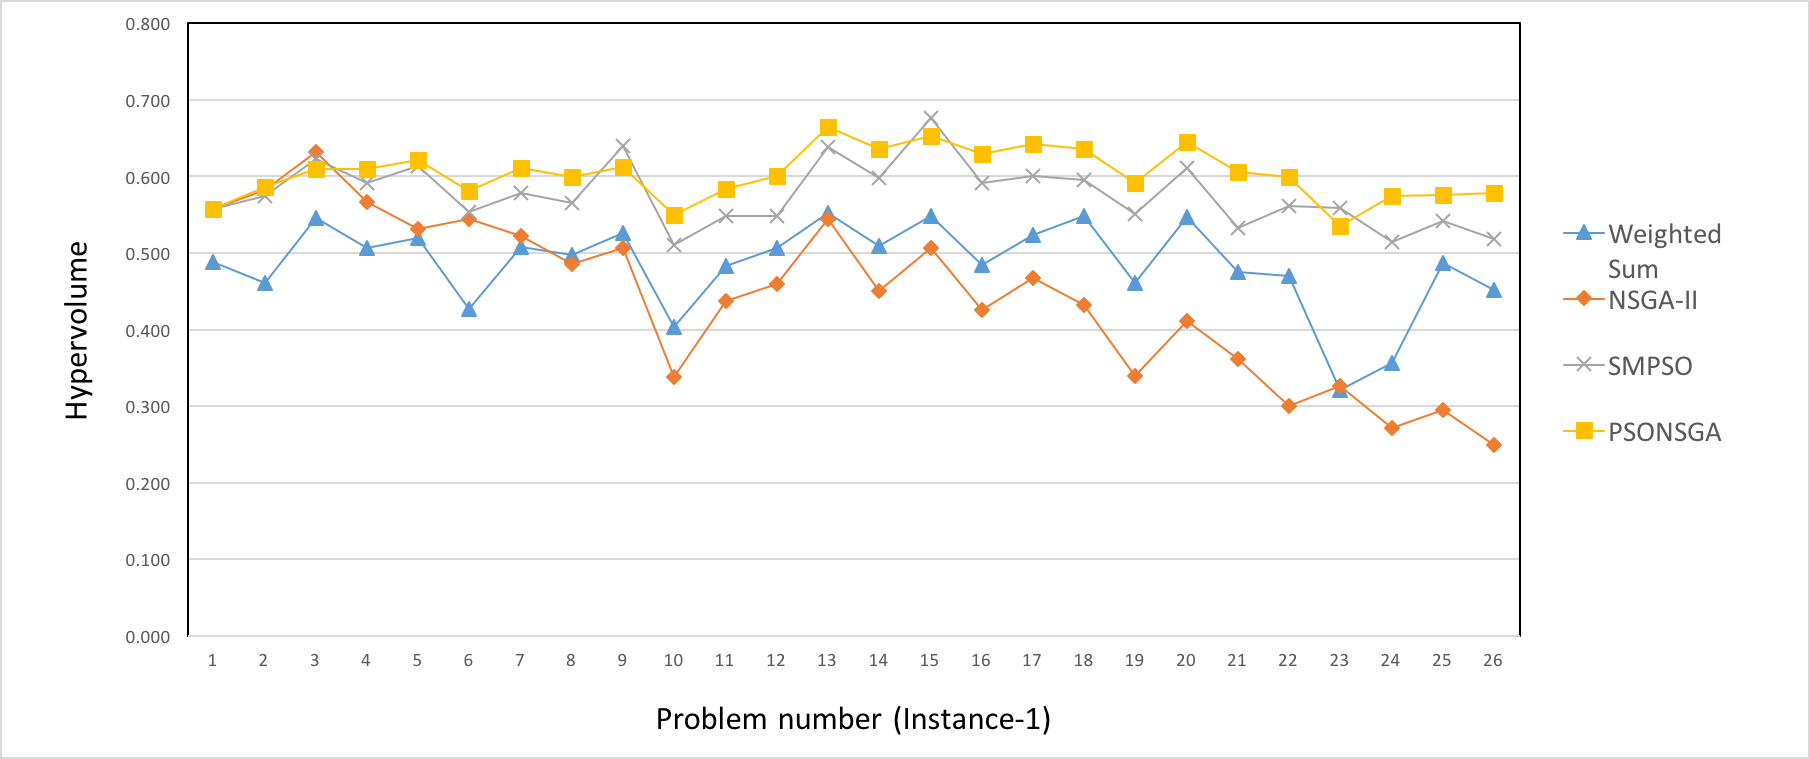 0.800
0.700
0.600
0.500
0.400
0.300
0.200
0.100
0.000
Hypervolume
1 2 3 4 5 6 7 8 9 10 11 12 13 14 15 16 17 18 19 20 21 22 23 24 25 26
Problem number (Instance-1)
Weighted
Sum
NSGA-II
SMPSO
PSONSGA